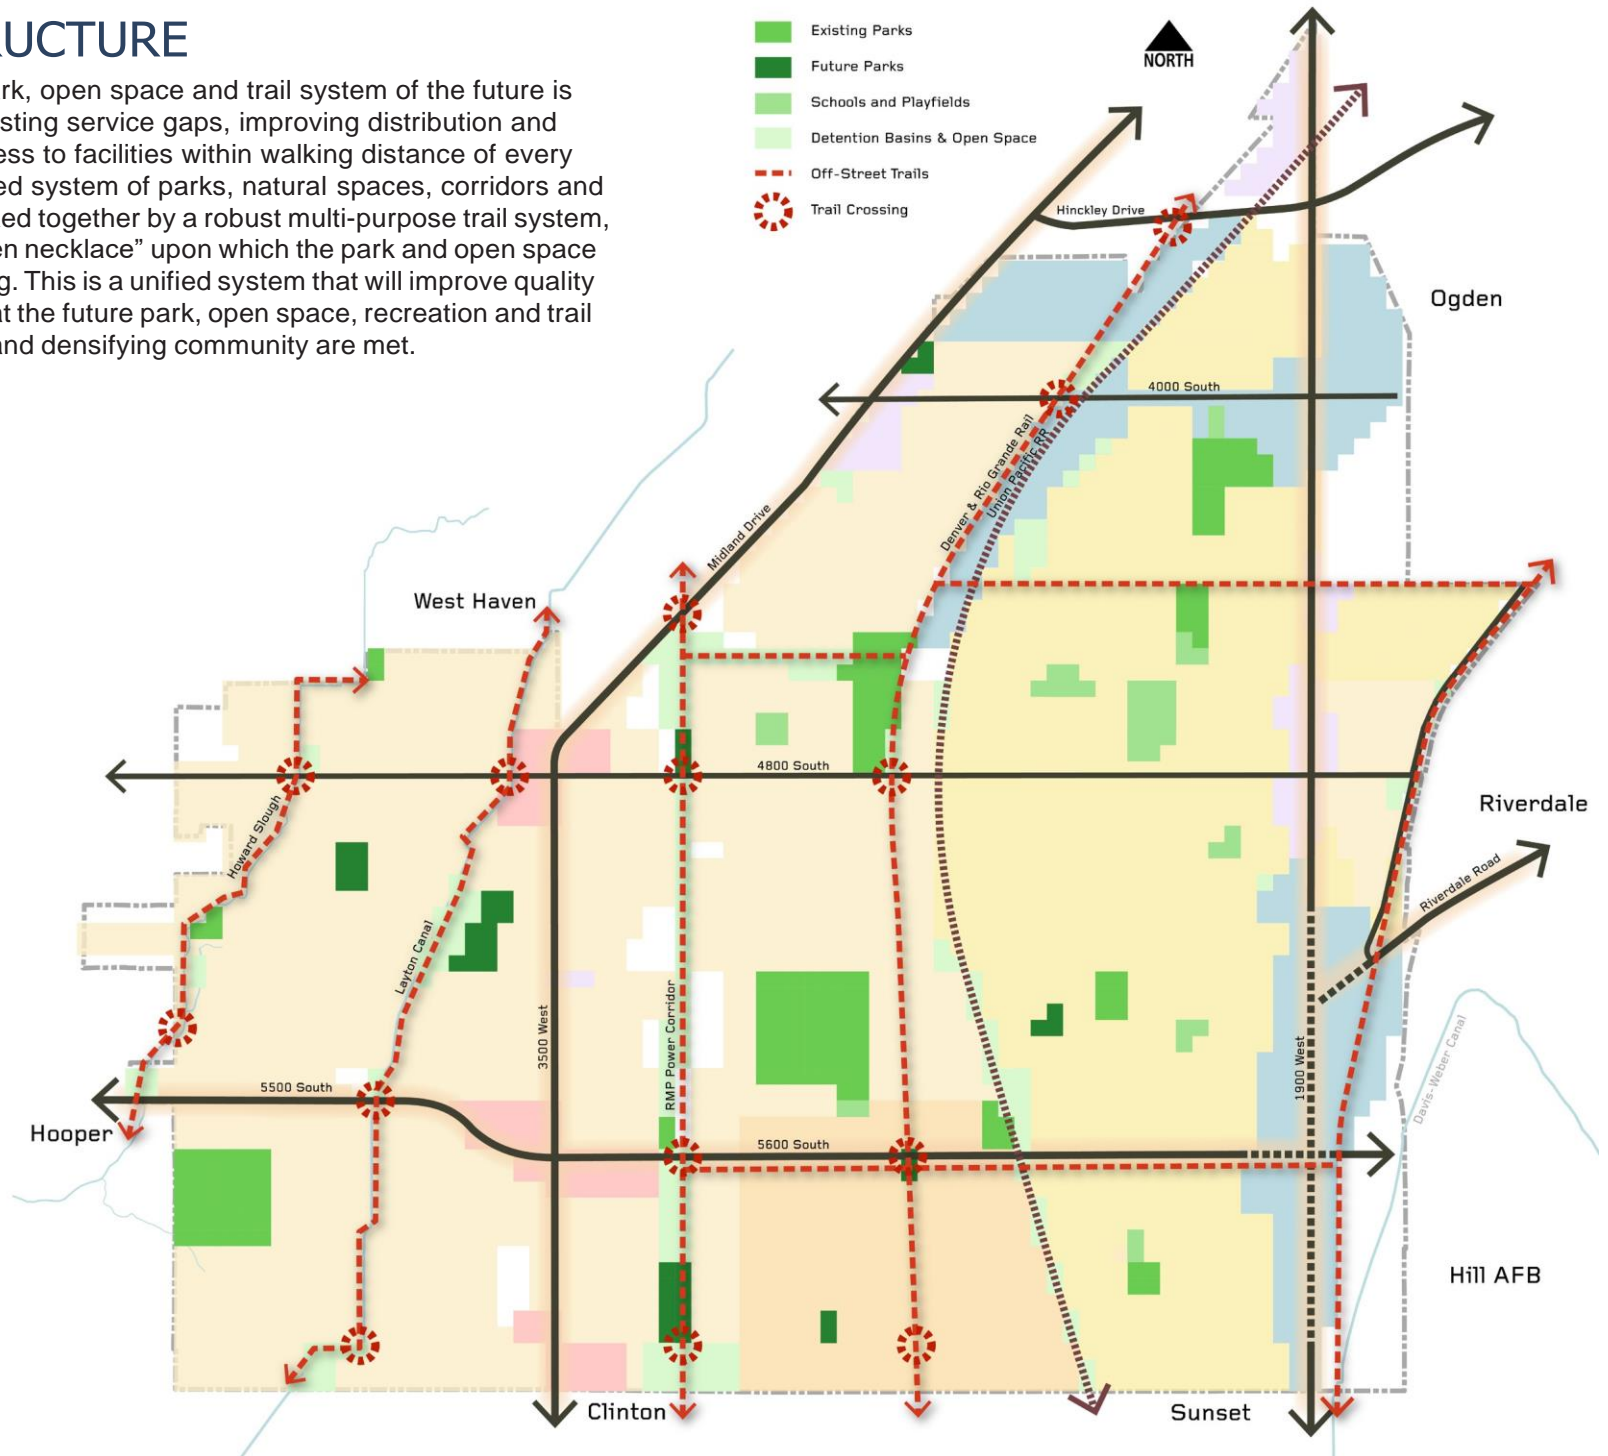 RUCTURE
rk, open space and trail system of the future is
sting service gaps, improving distribution and
ess to facilities within walking distance of every
ed system of parks, natural spaces, corridors and
ed together by a robust multi-purpose trail system,
en necklace” upon which the park and open space
g. This is a unified system that will improve quality
at the future park, open space, recreation and trail
and densifying community are met.
Existing Parks
Future Parks
Schools and Playfields
Detention Basins & Open Space
Off-Street Trails
Trail Crossing
NORTH
Hinckley Drive
Ogden
4000 South
Denver & Rio Grande Rail
Union Pacific RR
Midland Drive
West Haven
4800 South
Riverdale
Howard Slough
Riverdale Road
Layton Canal
3500 West
RMP Power Corridor
1900 West
Davis-Weber Canal
5500 South
Hooper
5600 South
Hill AFB
Clinton
Sunset